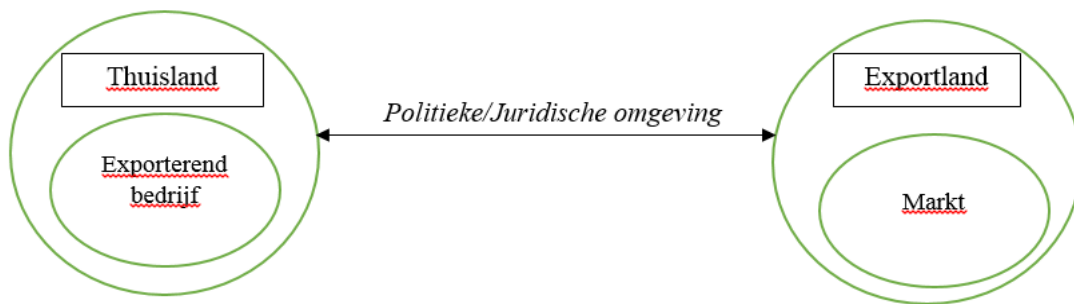 Thuisland
Exportland
Politieke/Juridische omgeving
Exporterend
bedrijf
Markt